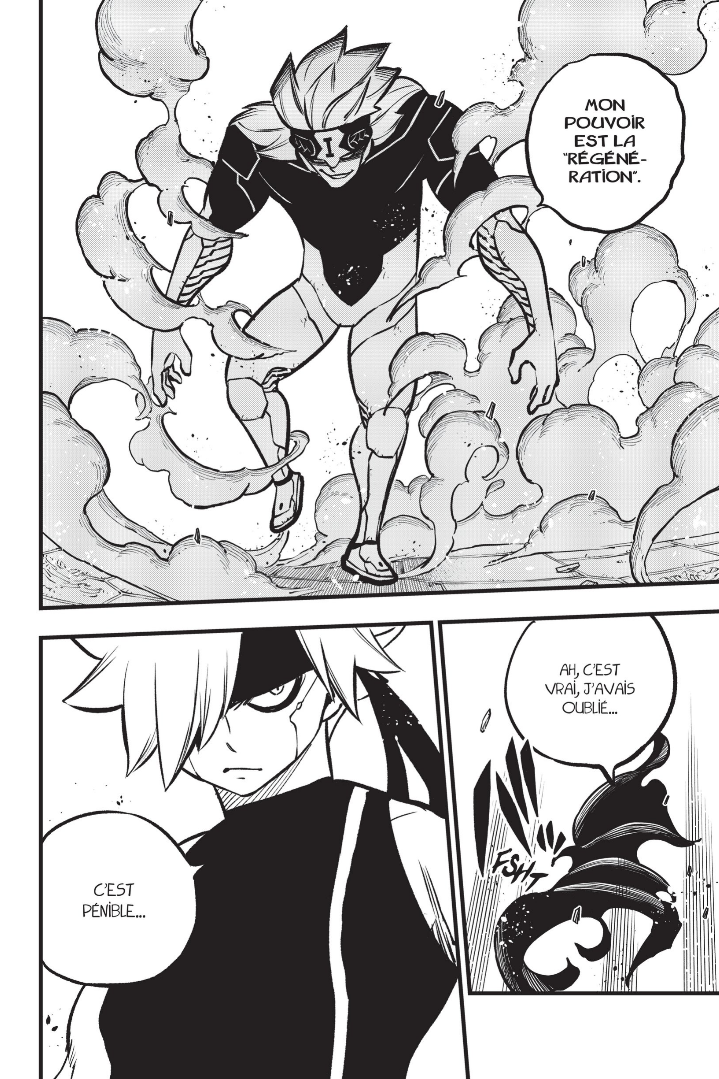 MON
POUVOIR
EST LA
"RÉGÉNÉ-
RATION".
I
AH, C'EST
VRAI, J'AVAIS
OUBLIÉ...
FSHT
C'EST
PÉNIBLE...